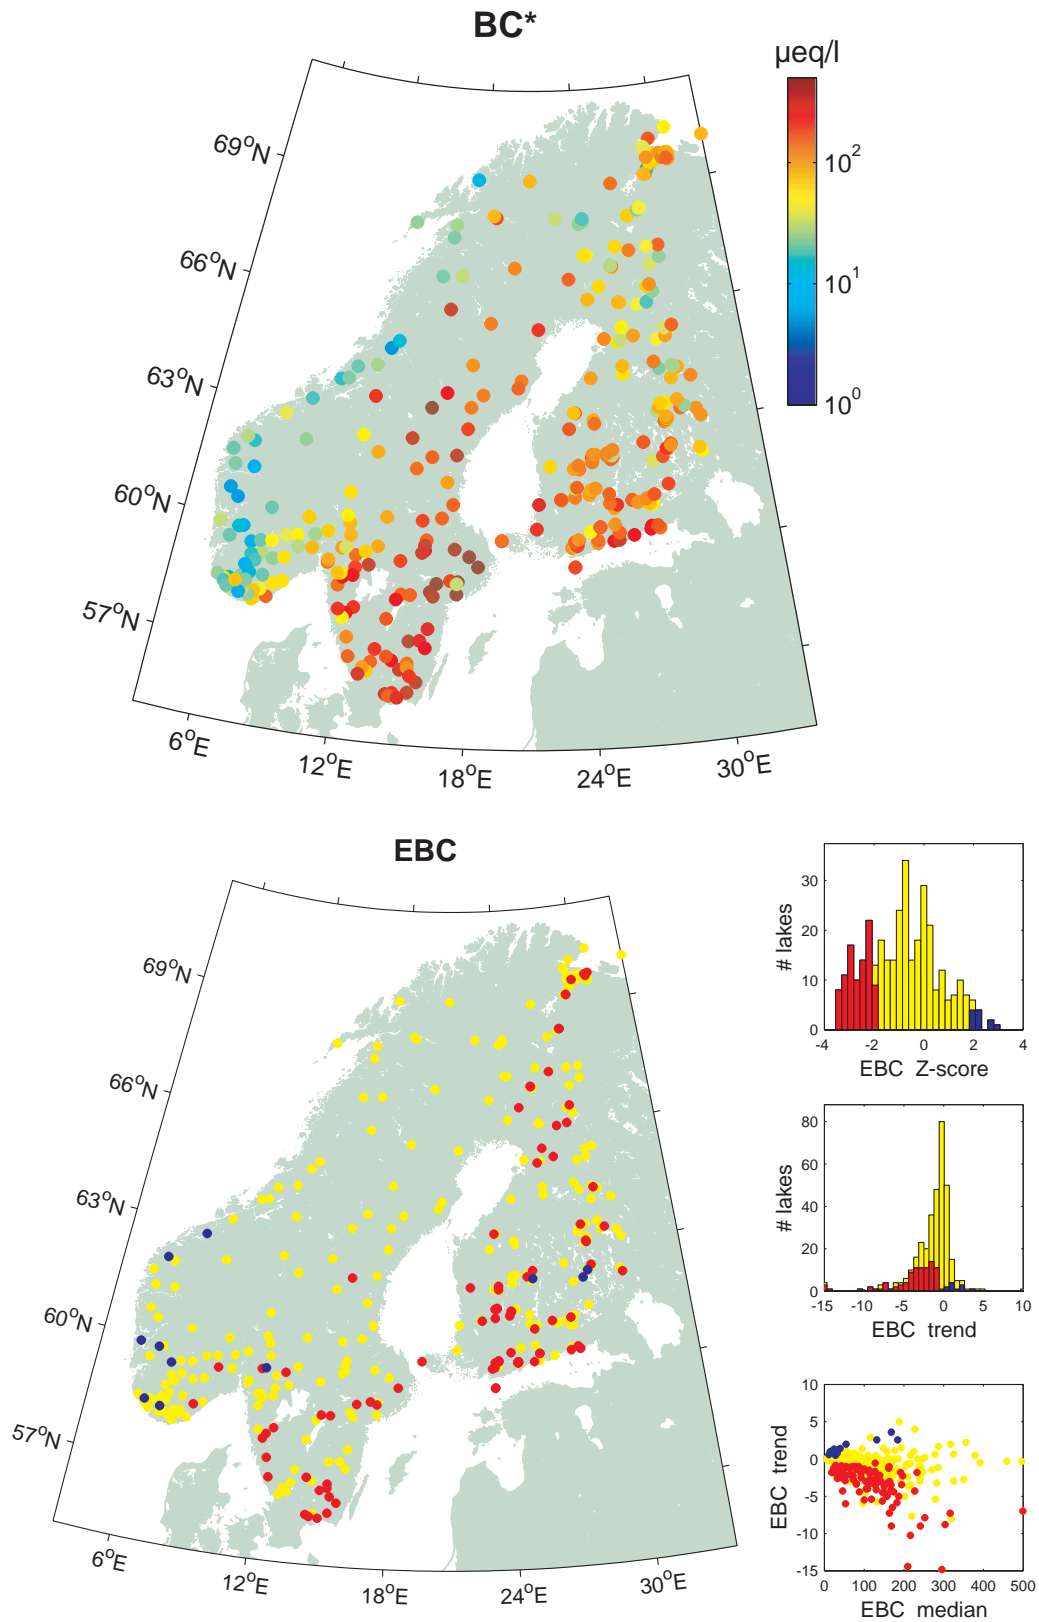 BC*
µeq/l
10²
10¹
10⁰
69°N
66°N
63°N
60°N
57°N
6°E
12°E
18°E
24°E
30°E
EBC
69°N
66°N
63°N
60°N
57°N
6°E
12°E
18°E
24°E
30°E
# lakes
30
20
10
0
-4 -2 0 2 4
EBC Z-score
# lakes
80
60
40
20
0
-15 -10 -5 0 5 10
EBC trend
EBC trend
10
5
0
-5
-10
-15
0 100 200 300 400 500
EBC median